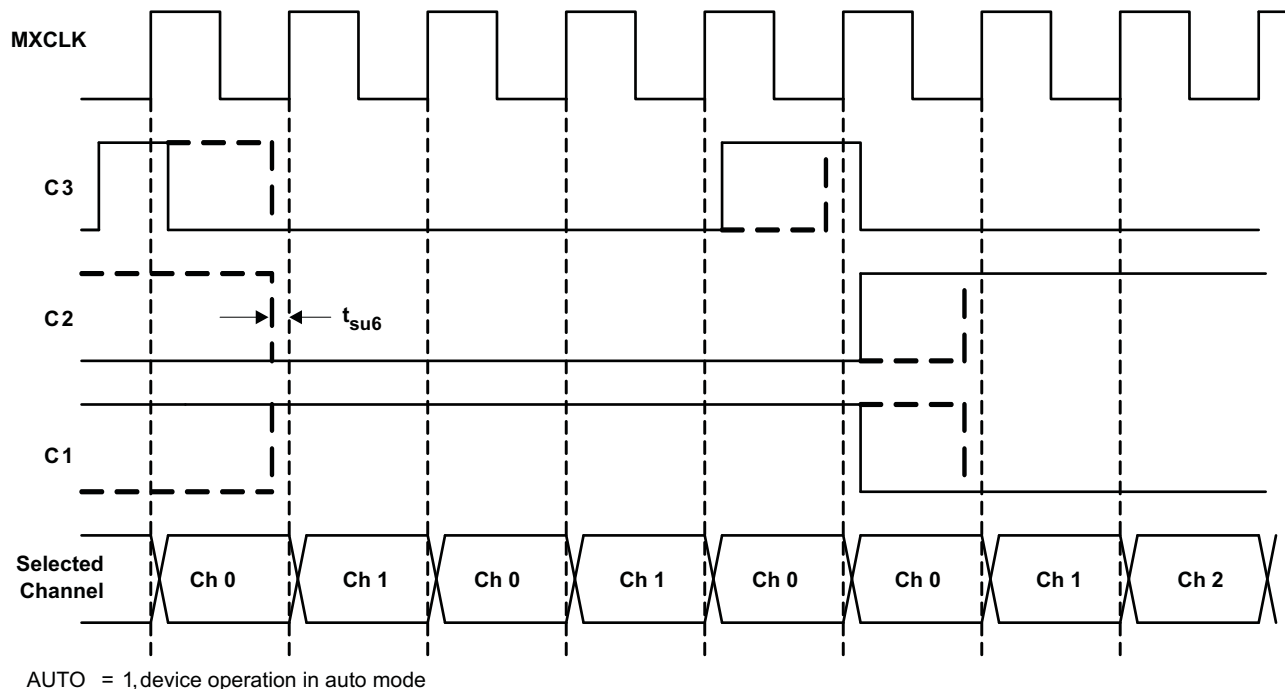 MXCLK
C3
C2
t_su6
C1
Selected
Channel
Ch 0
Ch 1
Ch 0
Ch 1
Ch 0
Ch 0
Ch 1
Ch 2
AUTO = 1, device operation in auto mode